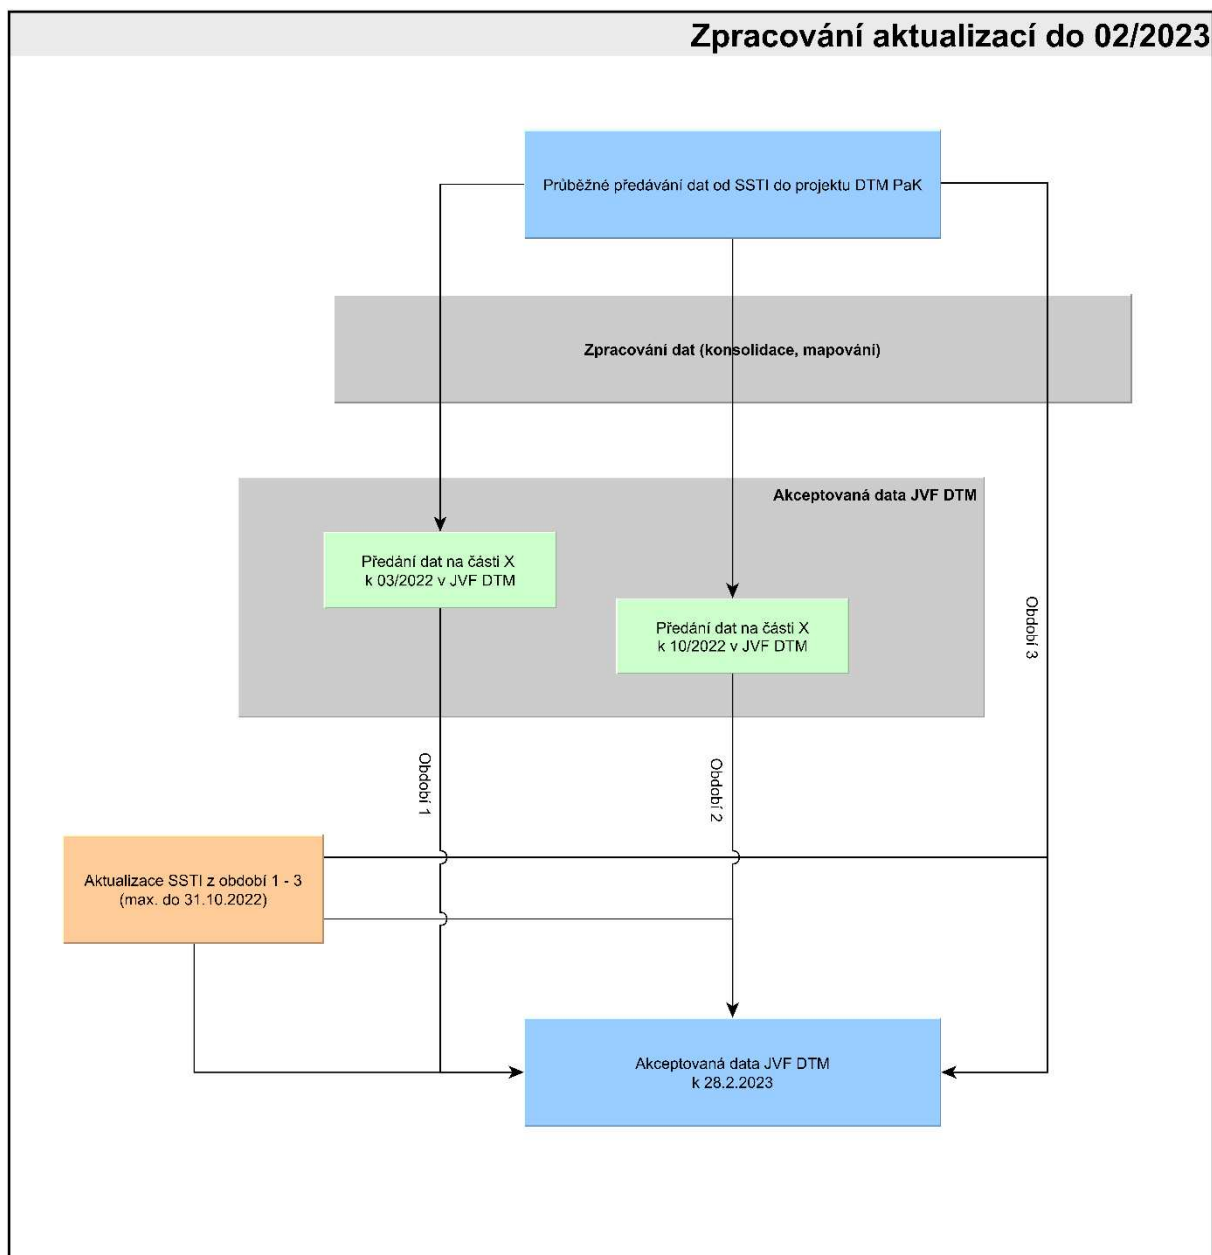 Zpracování aktualizací do 02/2023
Průběžné předávání dat od SSTI do projektu DTM PaK
Zpracování dat (konsolidace, mapování)
Akceptovaná data JVF DTM
Předání dat na části X
k 03/2022 v JVF DTM
Předání dat na části X
k 10/2022 v JVF DTM
Období 3
Období 1
Období 2
Aktualizace SSTI z období 1 - 3
(max. do 31.10.2022)
Akceptovaná data JVF DTM
k 28.2.2023